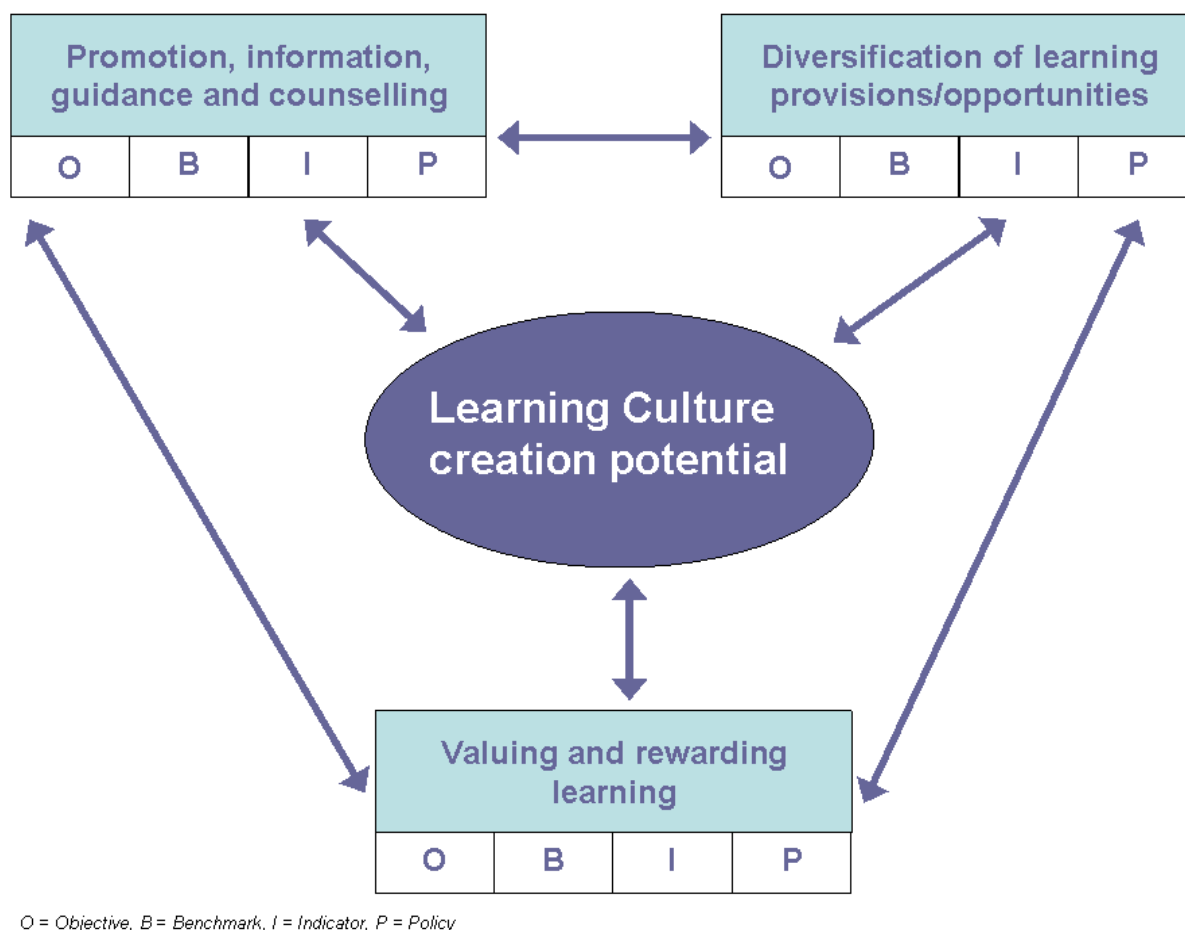 Promotion, information,
guidance and counselling
O B I P
Diversification of learning
provisions/opportunities
O B I P
Learning Culture
creation potential
Valuing and rewarding
learning
O B I P
O = Objective, B = Benchmark, I = Indicator, P = Policy